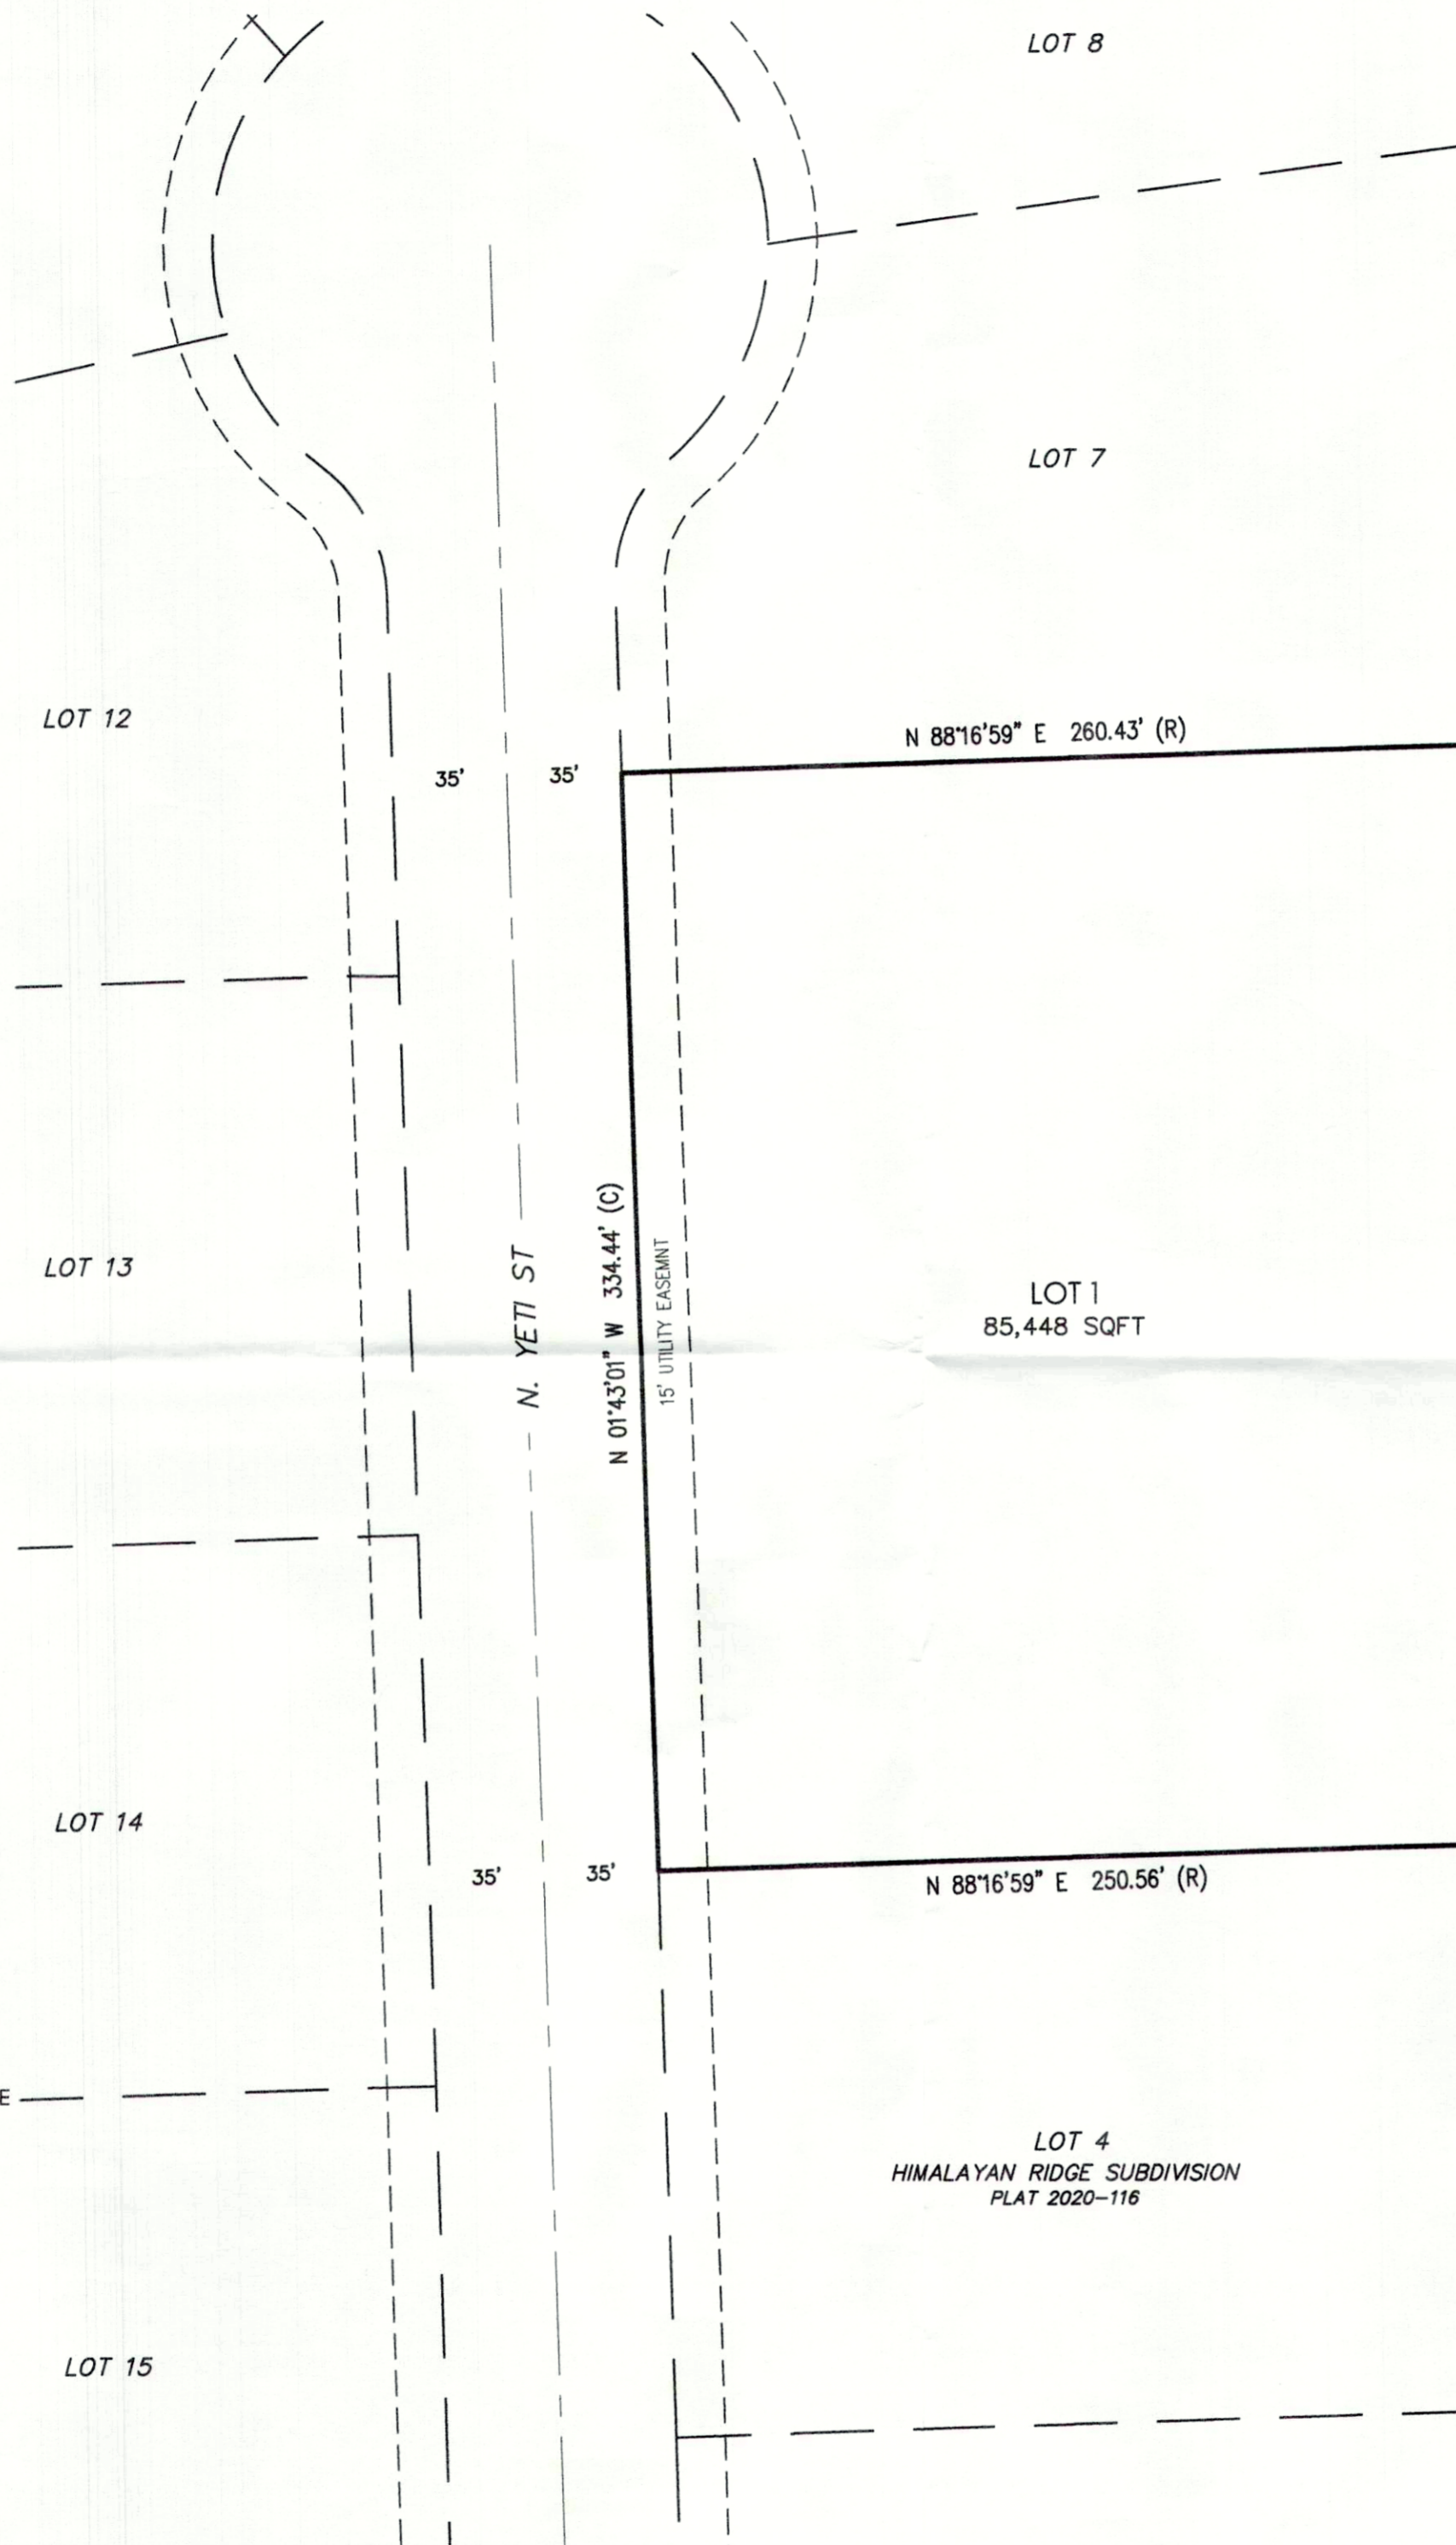 LOT 8
LOT 7
LOT 12
N 88°16'59" E 260.43' (R)
35' 35'
LOT 13
N. YETI ST
N 01°43'01" W 334.44' (C)
15' UTILITY EASEMNT
LOT 1
85,448 SQFT
LOT 14
35' 35'
N 88°16'59" E 250.56' (R)
E
LOT 4
HIMALAYAN RIDGE SUBDIVISION
PLAT 2020-116
LOT 15